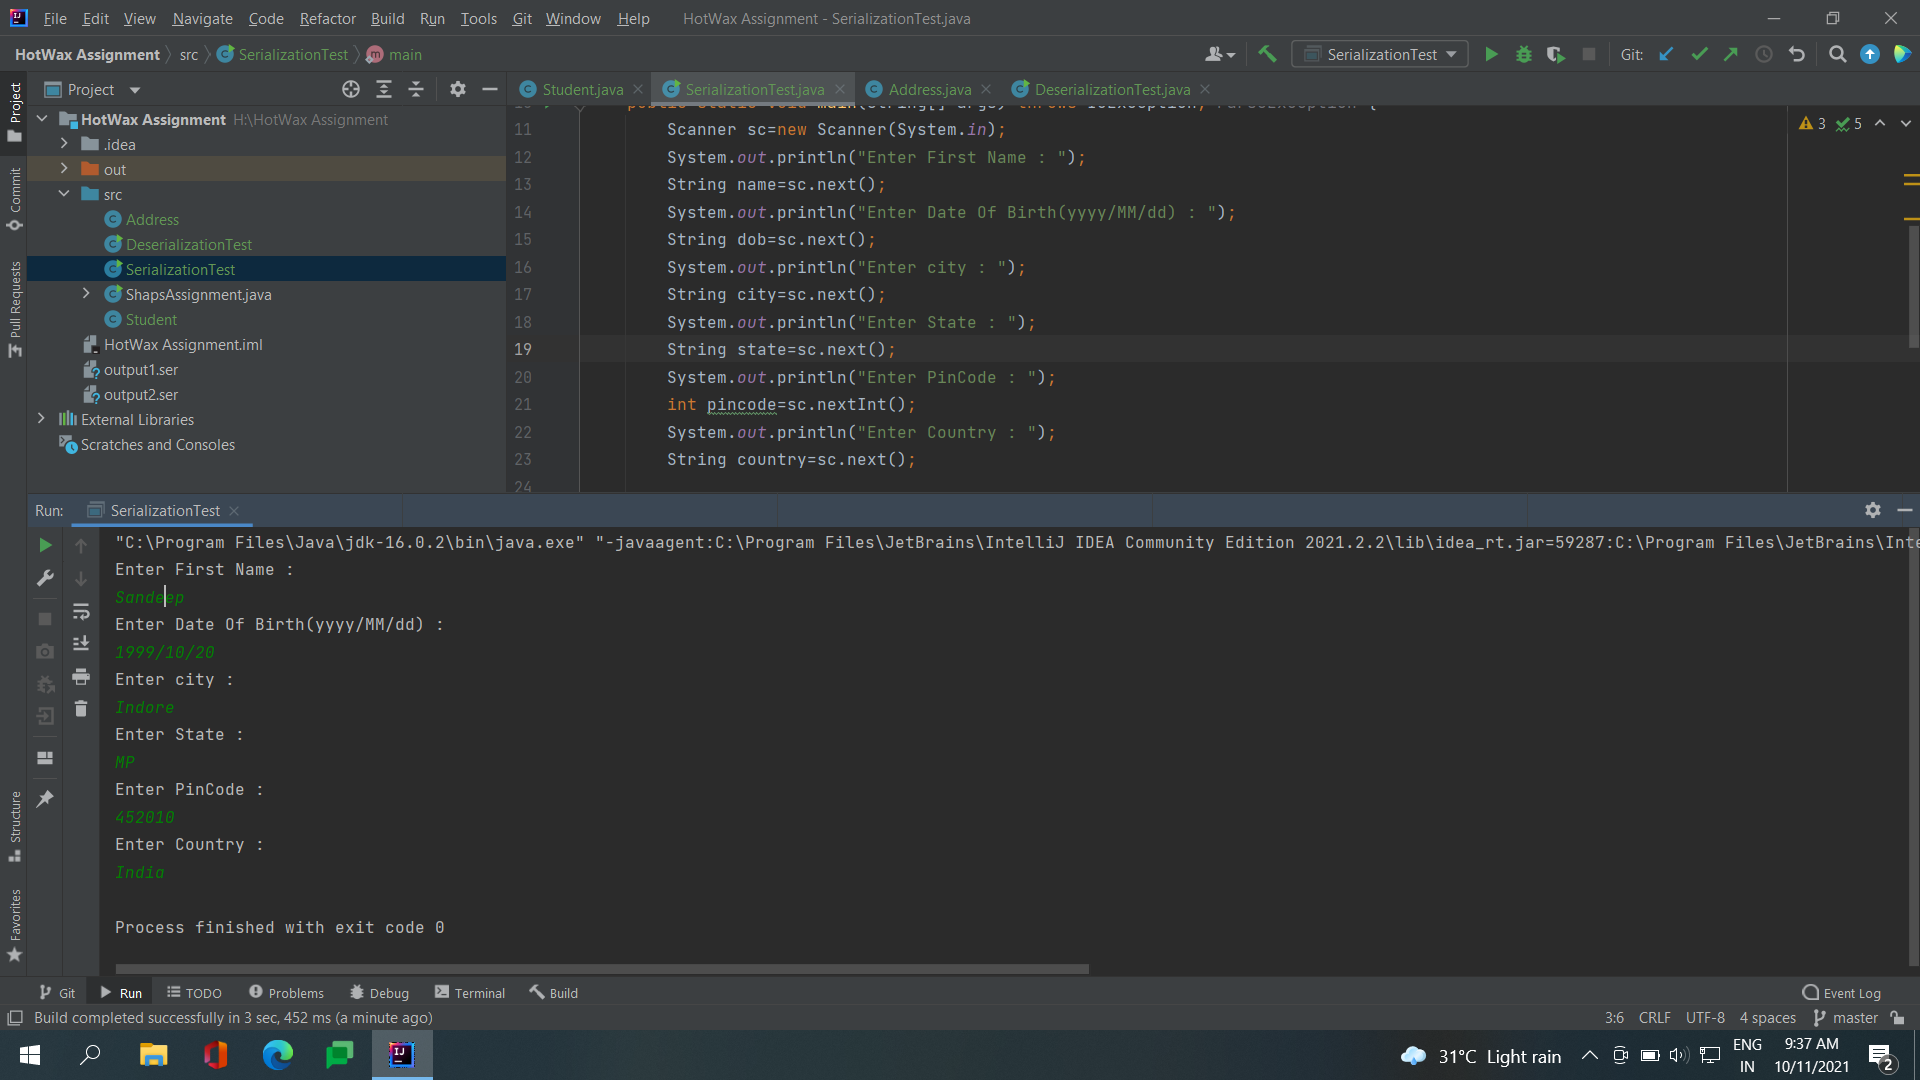 File Edit View Navigate Code Refactor Build Run Tools Git Window Help HotWax Assignment - SerializationTest.java
HotWax Assignment src SerializationTest main SerializationTest Git:
Project Student.java SerializationTest.java Address.java DeserializationTest.java
HotWax Assignment H:\HotWax Assignment
.idea
out
src
Address
DeserializationTest
SerializationTest
ShapsAssignment.java
Student
HotWax Assignment.iml
output1.ser
output2.ser
External Libraries
Scratches and Consoles
Project
Commit
Pull Requests
Structure
Favorites
11 Scanner sc=new Scanner(System.in);
12 System.out.println("Enter First Name : ");
13 String name=sc.next();
14 System.out.println("Enter Date Of Birth(yyyy/MM/dd) : ");
15 String dob=sc.next();
16 System.out.println("Enter city : ");
17 String city=sc.next();
18 System.out.println("Enter State : ");
19 String state=sc.next();
20 System.out.println("Enter PinCode : ");
21 int pincode=sc.nextInt();
22 System.out.println("Enter Country : ");
23 String country=sc.next();
24
3 5
Run: SerializationTest
"C:\Program Files\Java\jdk-16.0.2\bin\java.exe" "-javaagent:C:\Program Files\JetBrains\IntelliJ IDEA Community Edition 2021.2.2\lib\idea_rt.jar=59287:C:\Program Files\JetBrains\Inte
Enter First Name :
Sandeep
Enter Date Of Birth(yyyy/MM/dd) :
1999/10/20
Enter city :
Indore
Enter State :
MP
Enter PinCode :
452010
Enter Country :
India
Process finished with exit code 0
Git Run TODO Problems Debug Terminal Build Event Log
Build completed successfully in 3 sec, 452 ms (a minute ago) 3:6 CRLF UTF-8 4 spaces master
31°C Light rain ENG IN 9:37 AM 10/11/2021 2